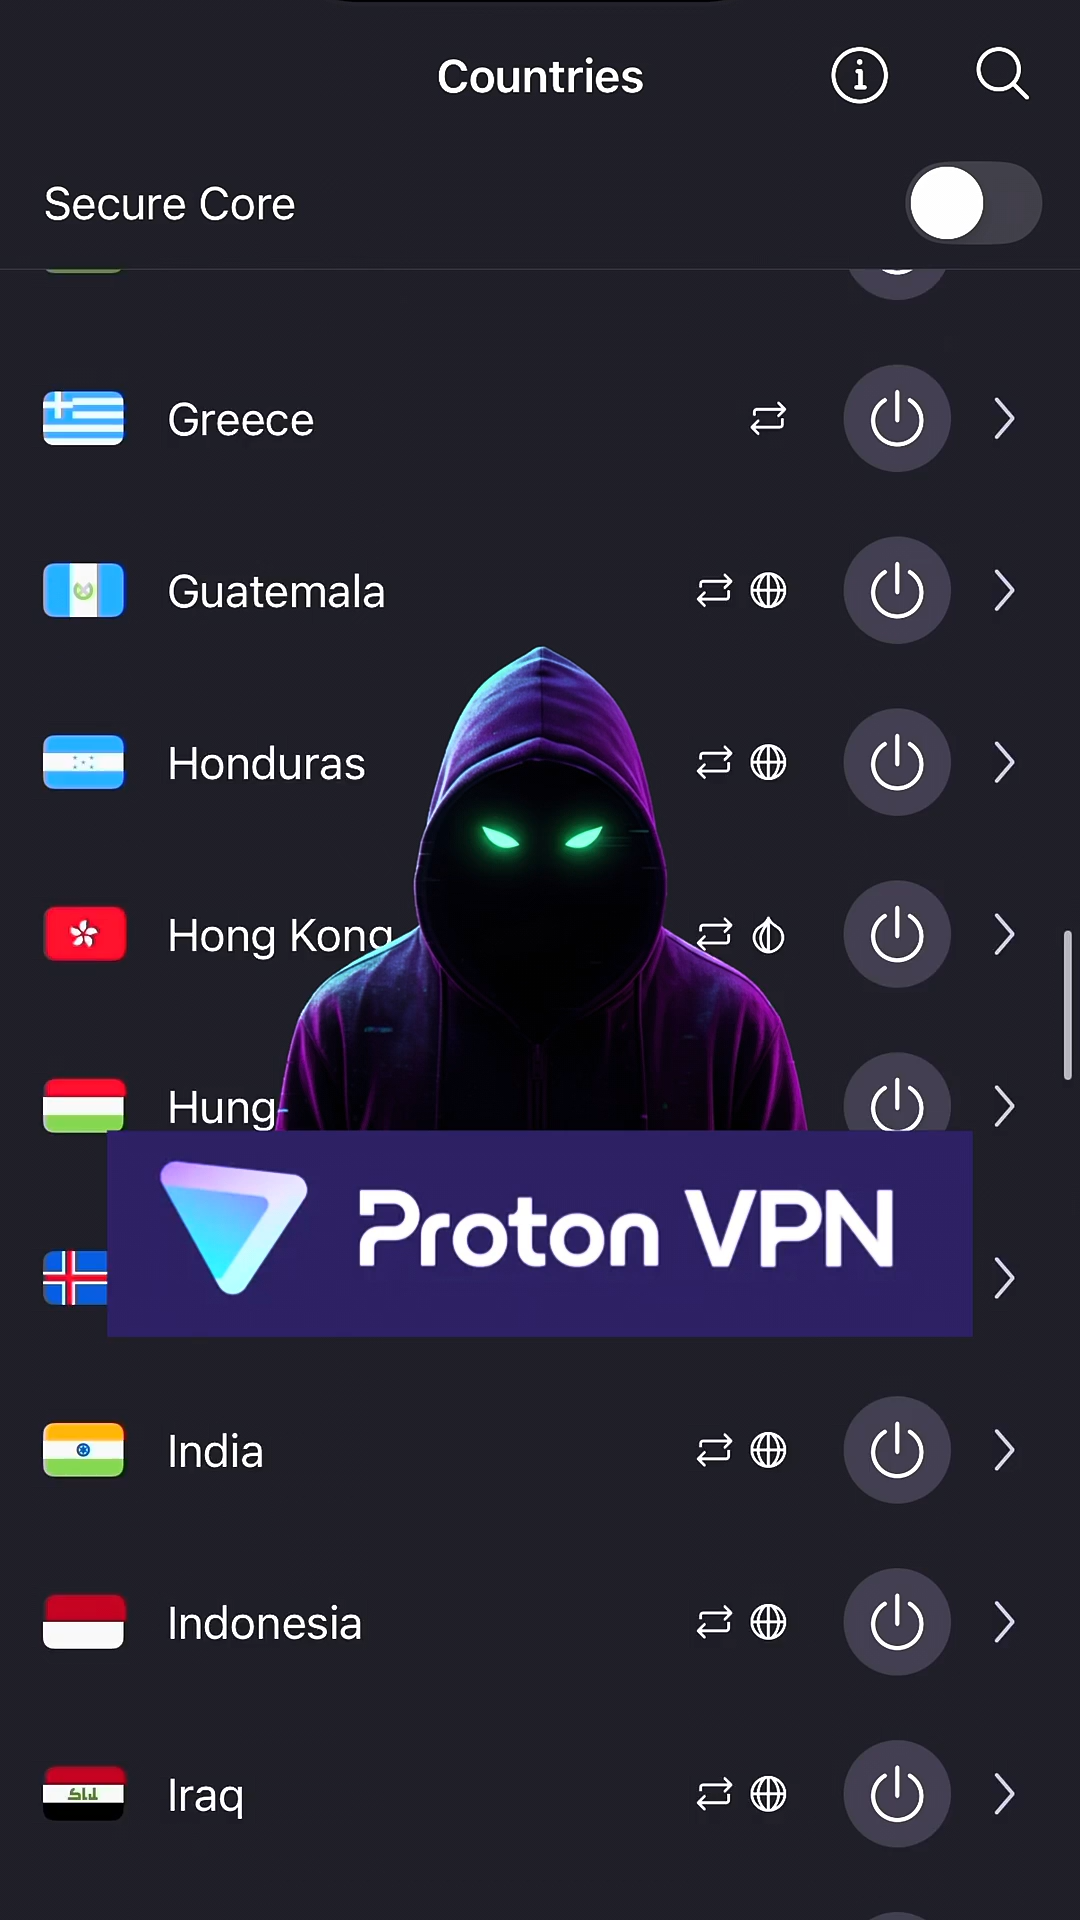 Countries
Secure Core
Greece
Guatemala
Honduras
Hong Kong
Hung
Proton VPN
India
Indonesia
Iraq